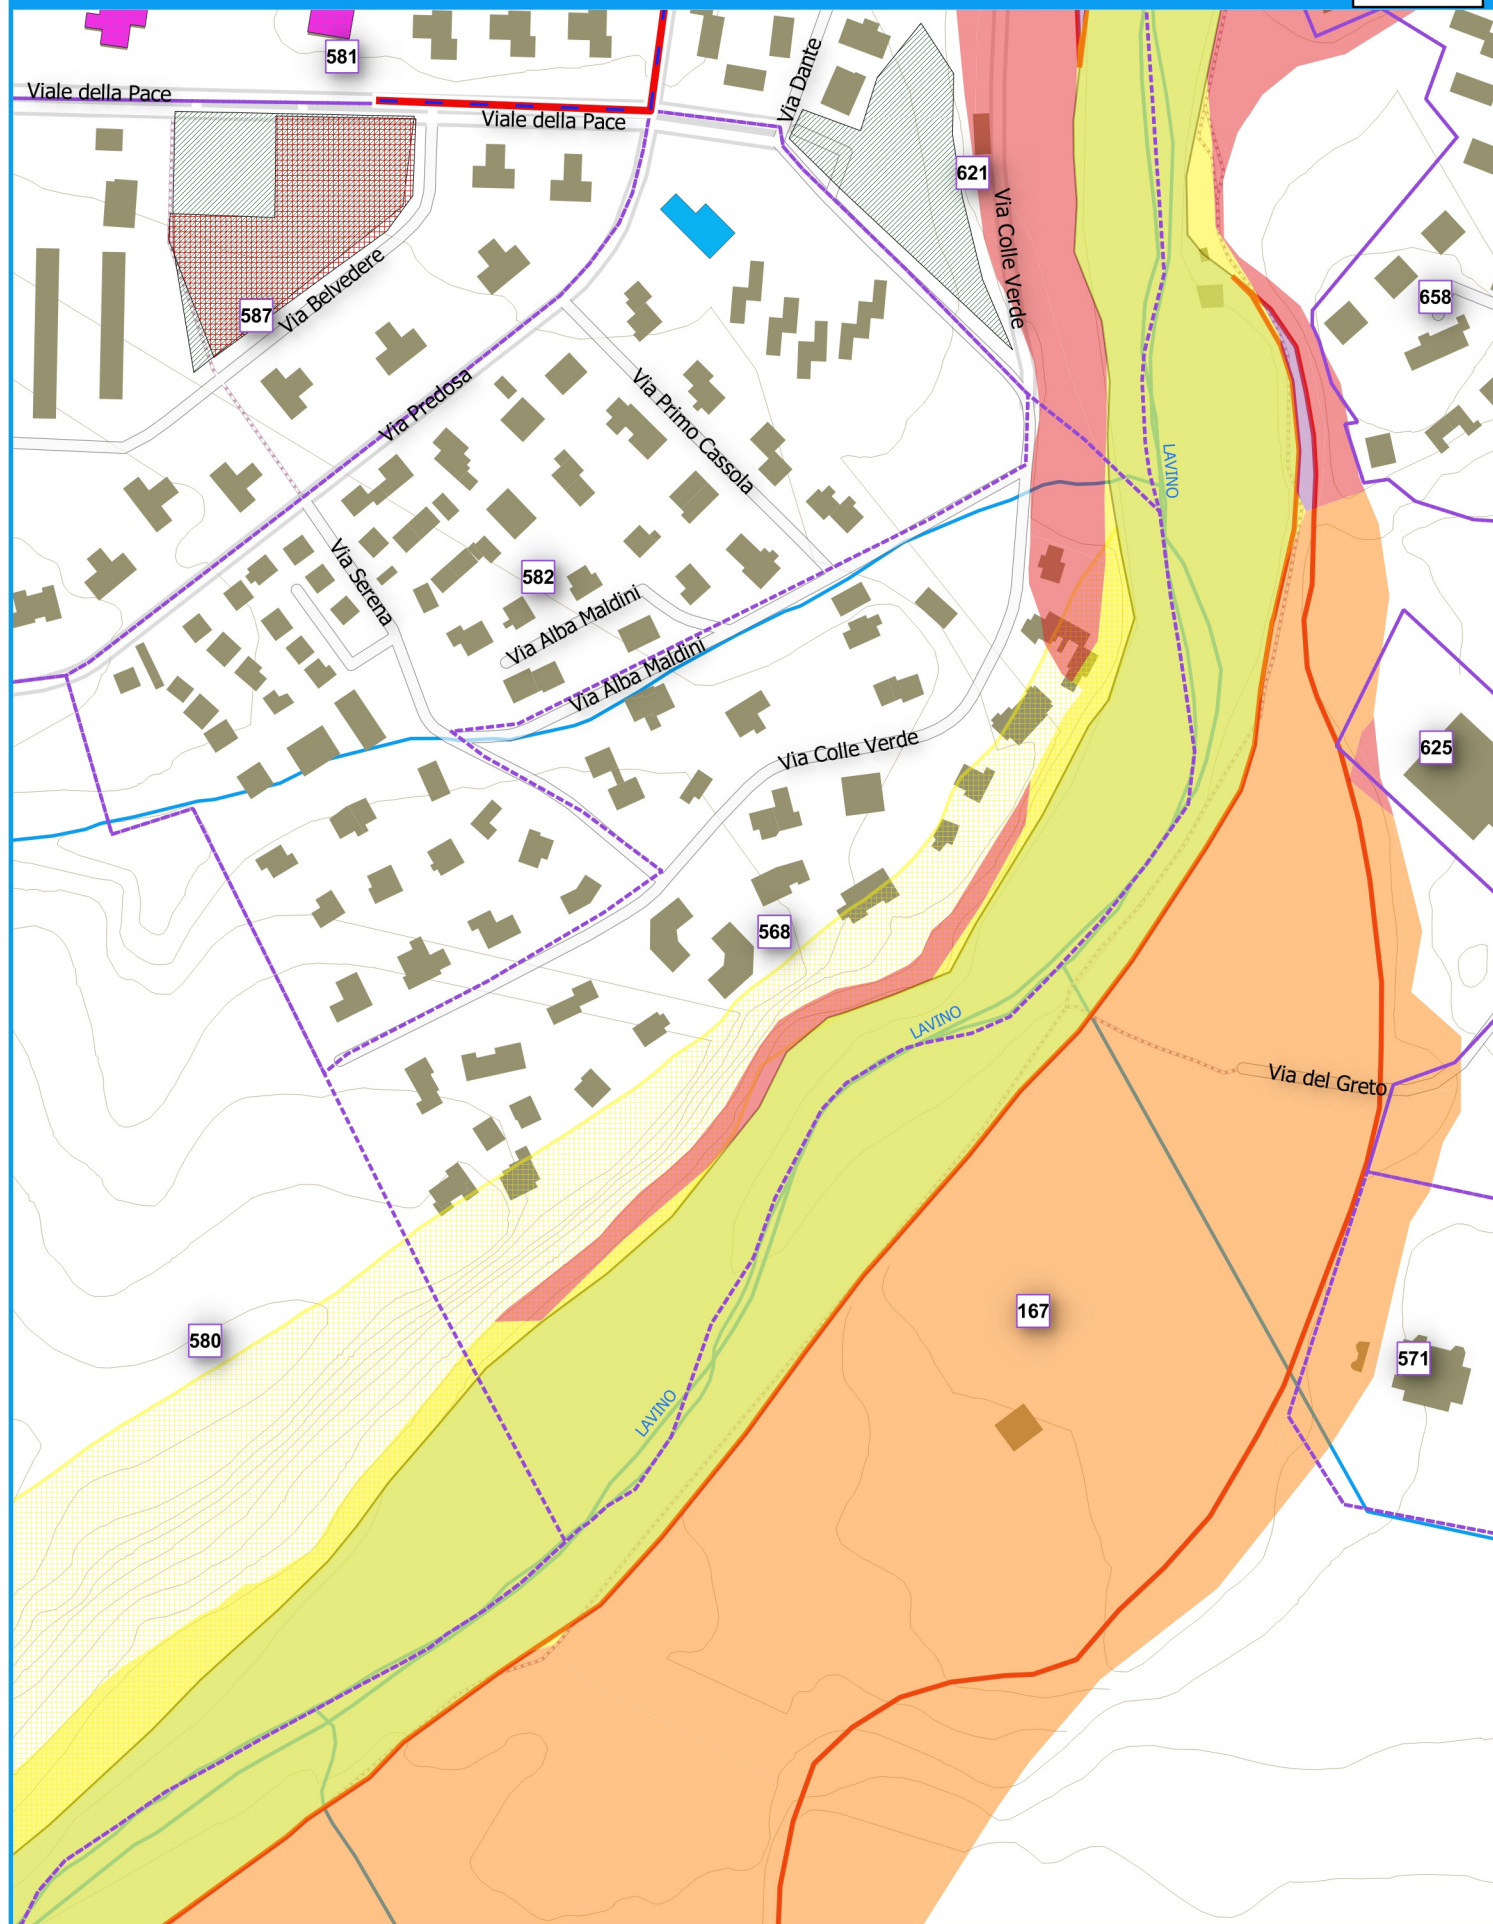 581
Viale della Pace
Viale della Pace
Via Dante
621
Via Colle Verde
587
Via Belvedere
658
Via Predosa
Via Primo Cassola
LAVINO
Via Serena
582
Via Alba Maldini
Via Alba Maldini
Via Colle Verde
625
568
LAVINO
Via del Greto
580
167
571
LAVINO